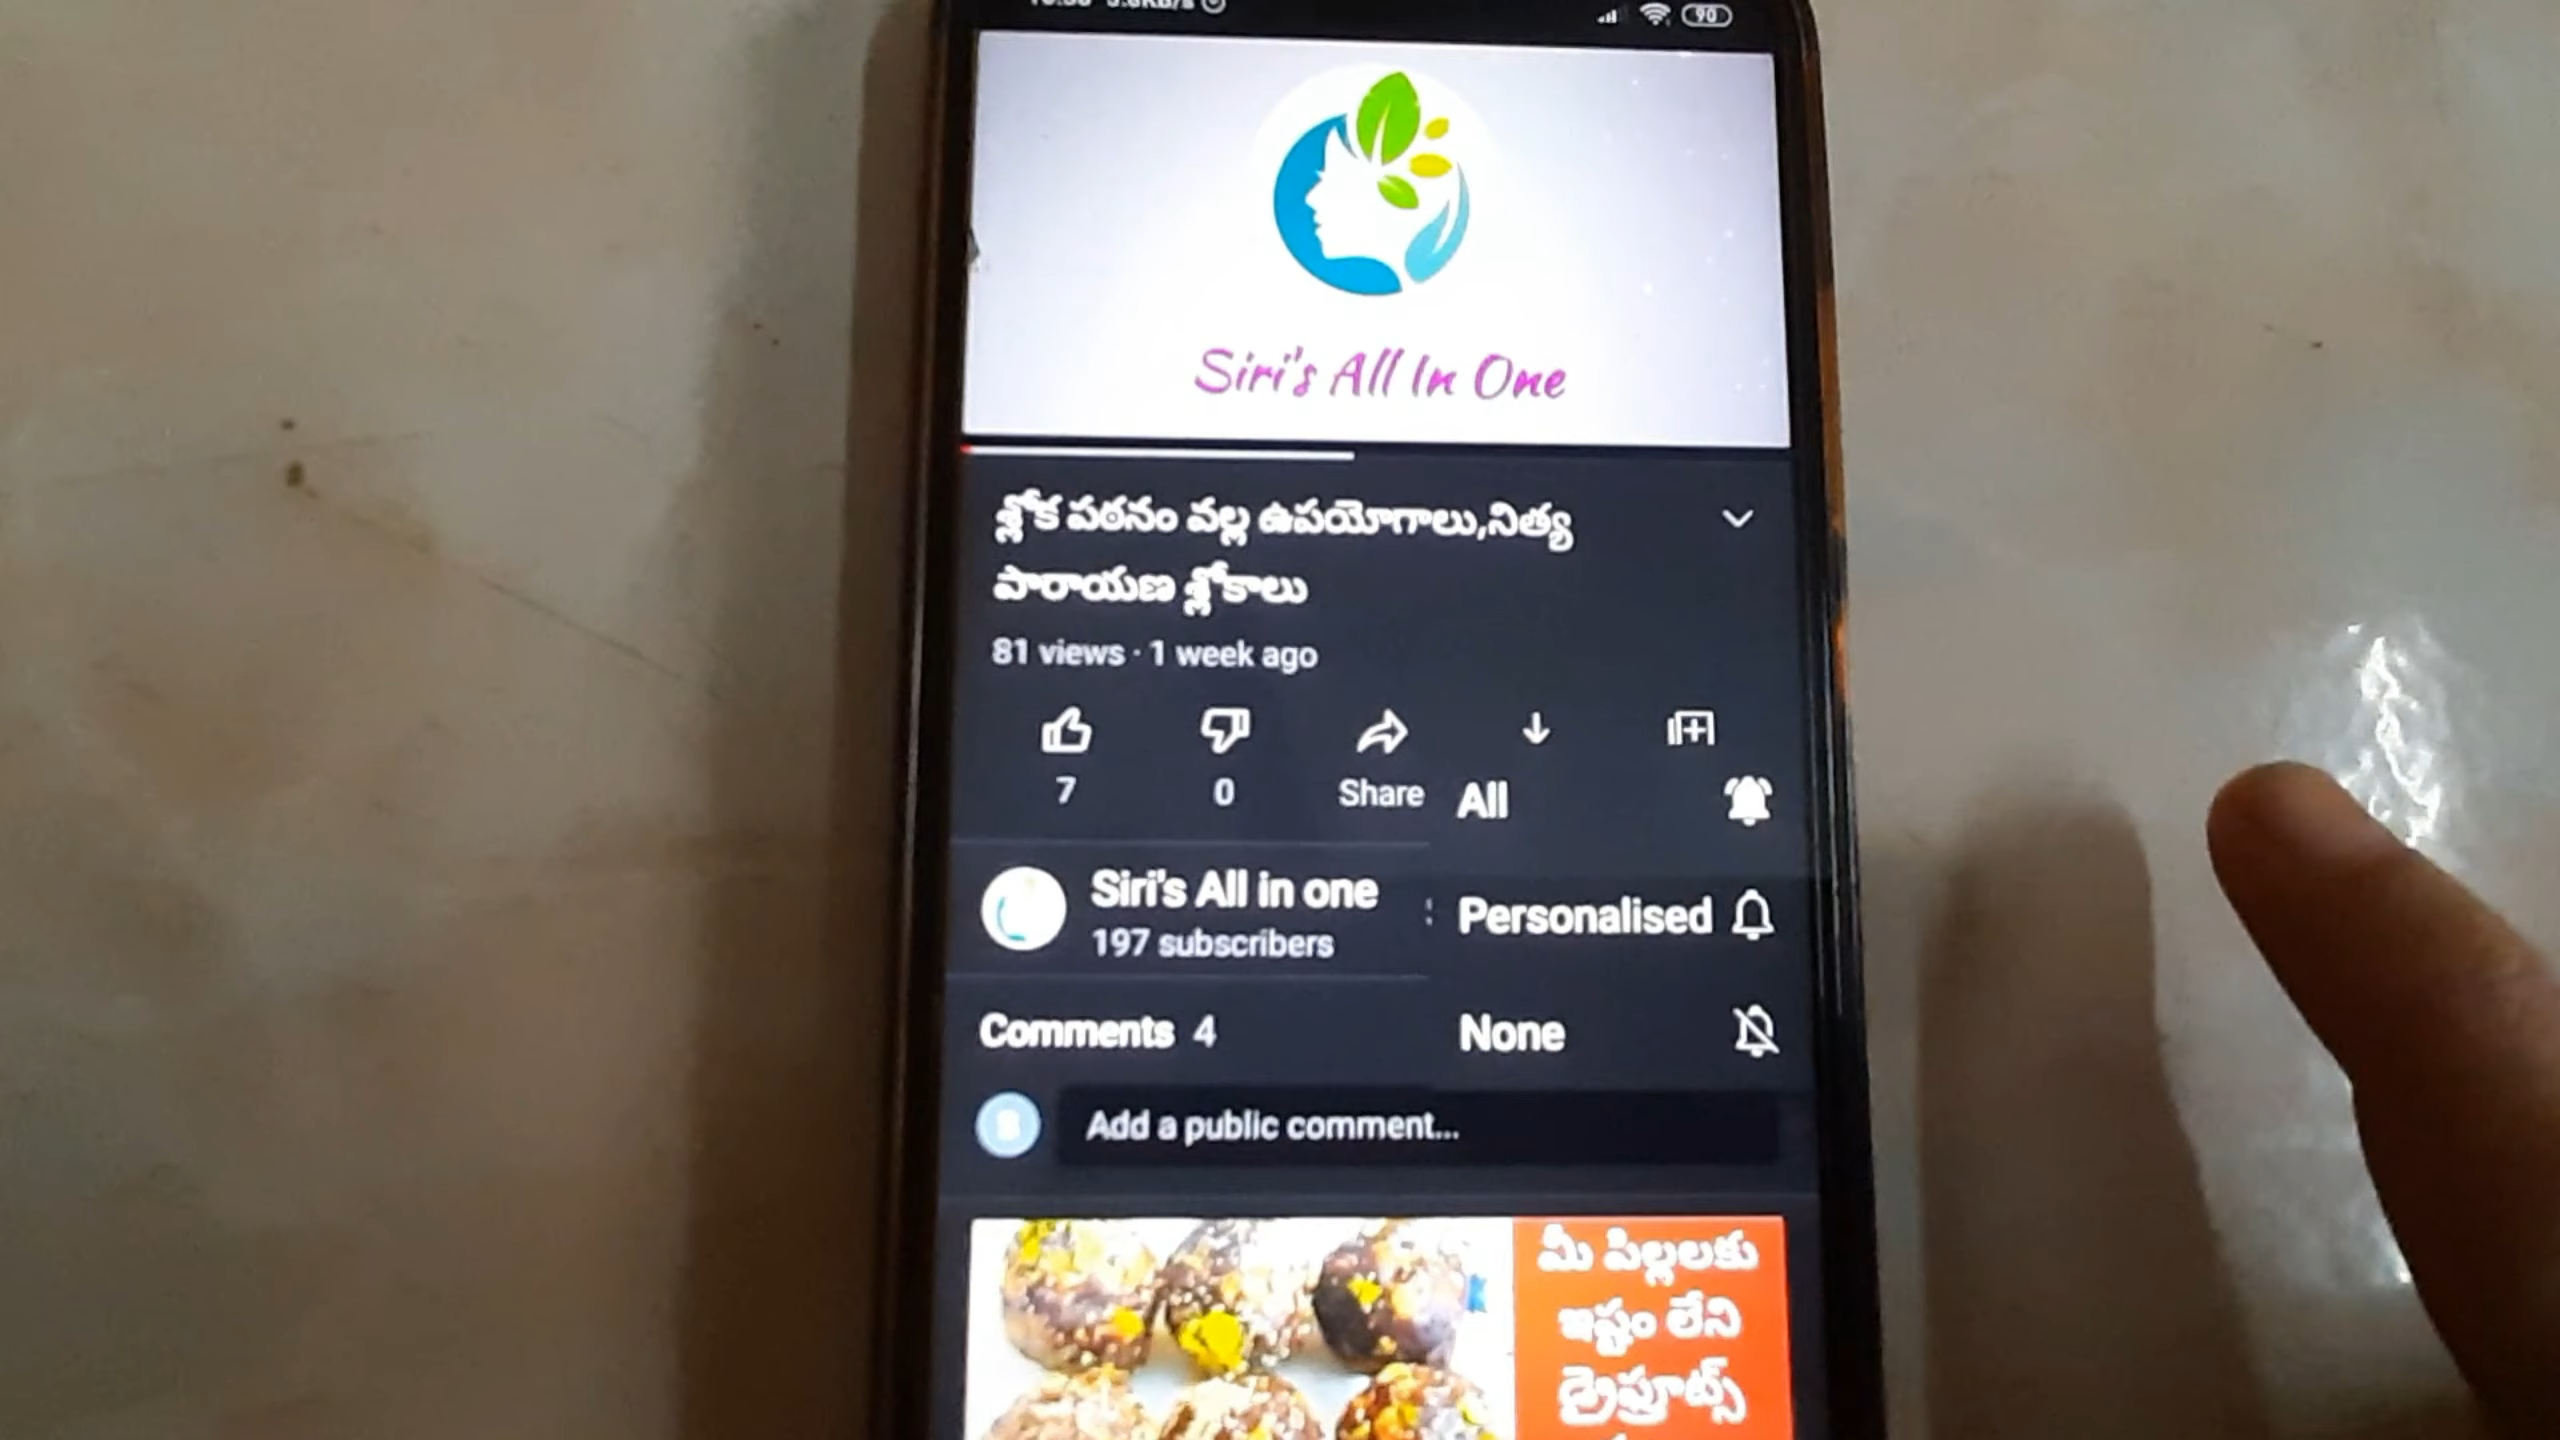 90
Siri's All In One
శ్లోక పఠనం వల్ల ఉపయోగాలు,నిత్య
పారాయణ శ్లోకాలు
81 views · 1 week ago
7
0
Share
All
Siri's All in one
197 subscribers
Personalised
Comments 4
None
Add a public comment...
మీ పిల్లలకు
ఇష్టం లేని
డ్రైఫ్రూట్స్